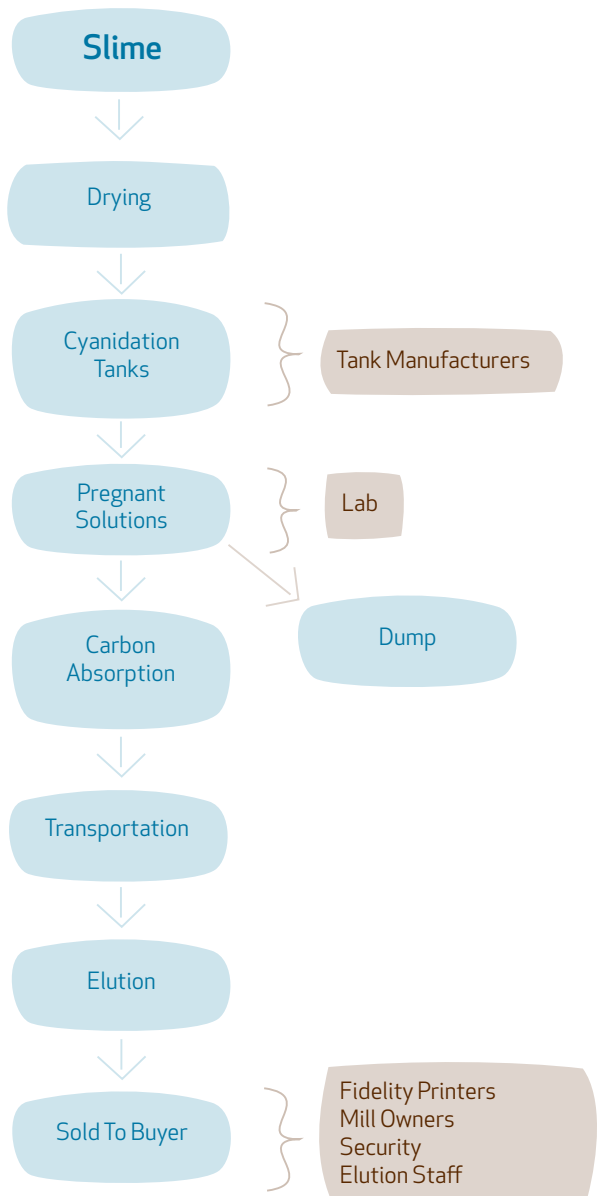 Slime
Drying
Cyanidation
Tanks
Tank Manufacturers
Pregnant
Solutions
Lab
Dump
Carbon
Absorption
Transportation
Elution
Sold To Buyer
Fidelity Printers
Mill Owners
Security
Elution Staff